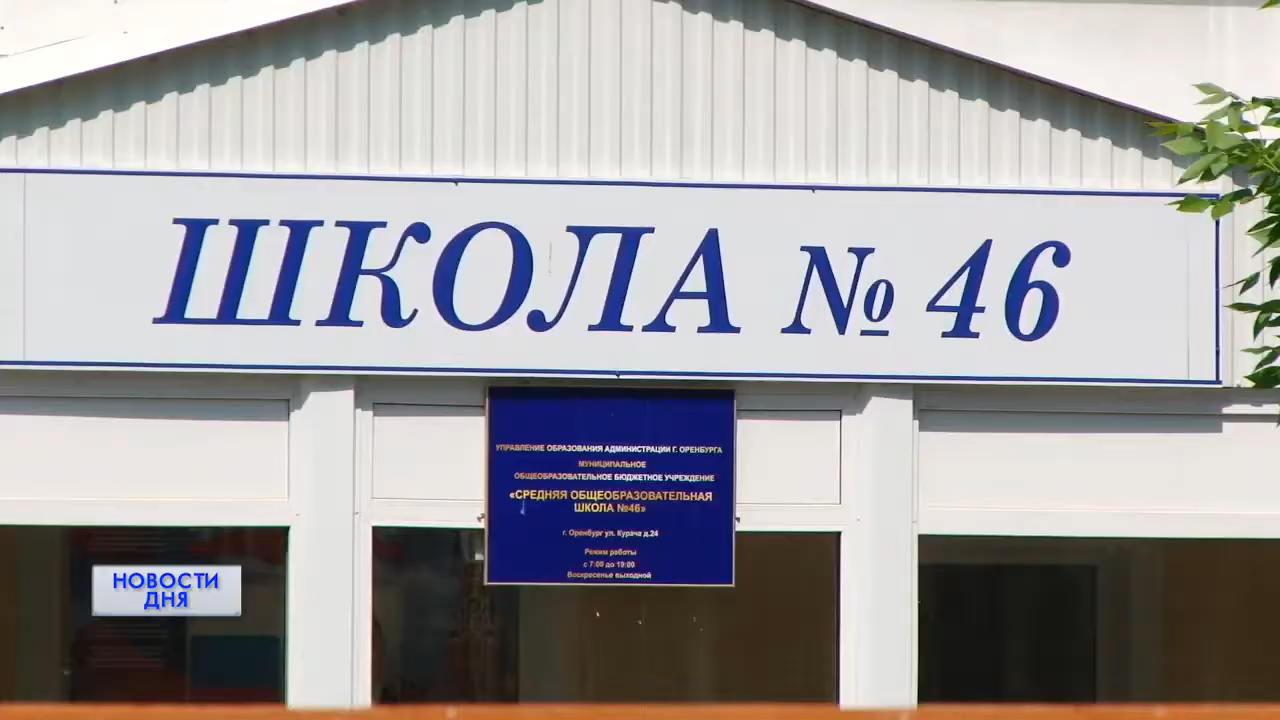 ШКОЛА № 46
УПРАВЛЕНИЕ ОБРАЗОВАНИЯ АДМИНИСТРАЦИИ Г. ОРЕНБУРГА
МУНИЦИПАЛЬНОЕ
ОБЩЕОБРАЗОВАТЕЛЬНОЕ БЮДЖЕТНОЕ УЧРЕЖДЕНИЕ
«СРЕДНЯЯ ОБЩЕОБРАЗОВАТЕЛЬНАЯ
ШКОЛА №46»
г. Оренбург ул. Курача д.24
Режим работы
с 7:00 до 19:00
Воскресенье выходной
НОВОСТИ
ДНЯ